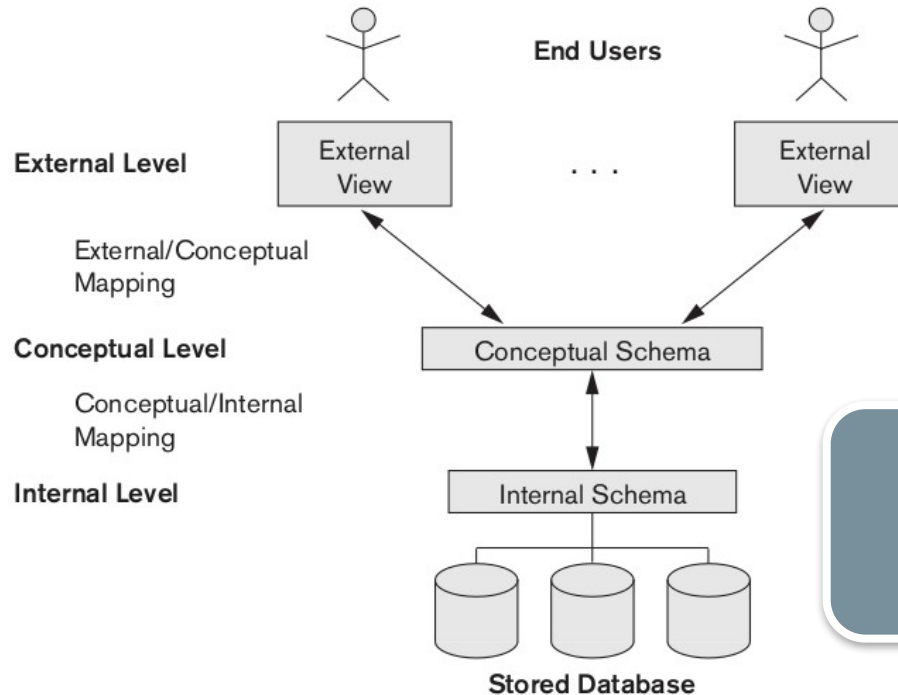 End Users
External Level
External
View
. . .
External
View
External/Conceptual
Mapping
Conceptual Level
Conceptual Schema
Conceptual/Internal
Mapping
Internal Level
Internal Schema
Stored Database